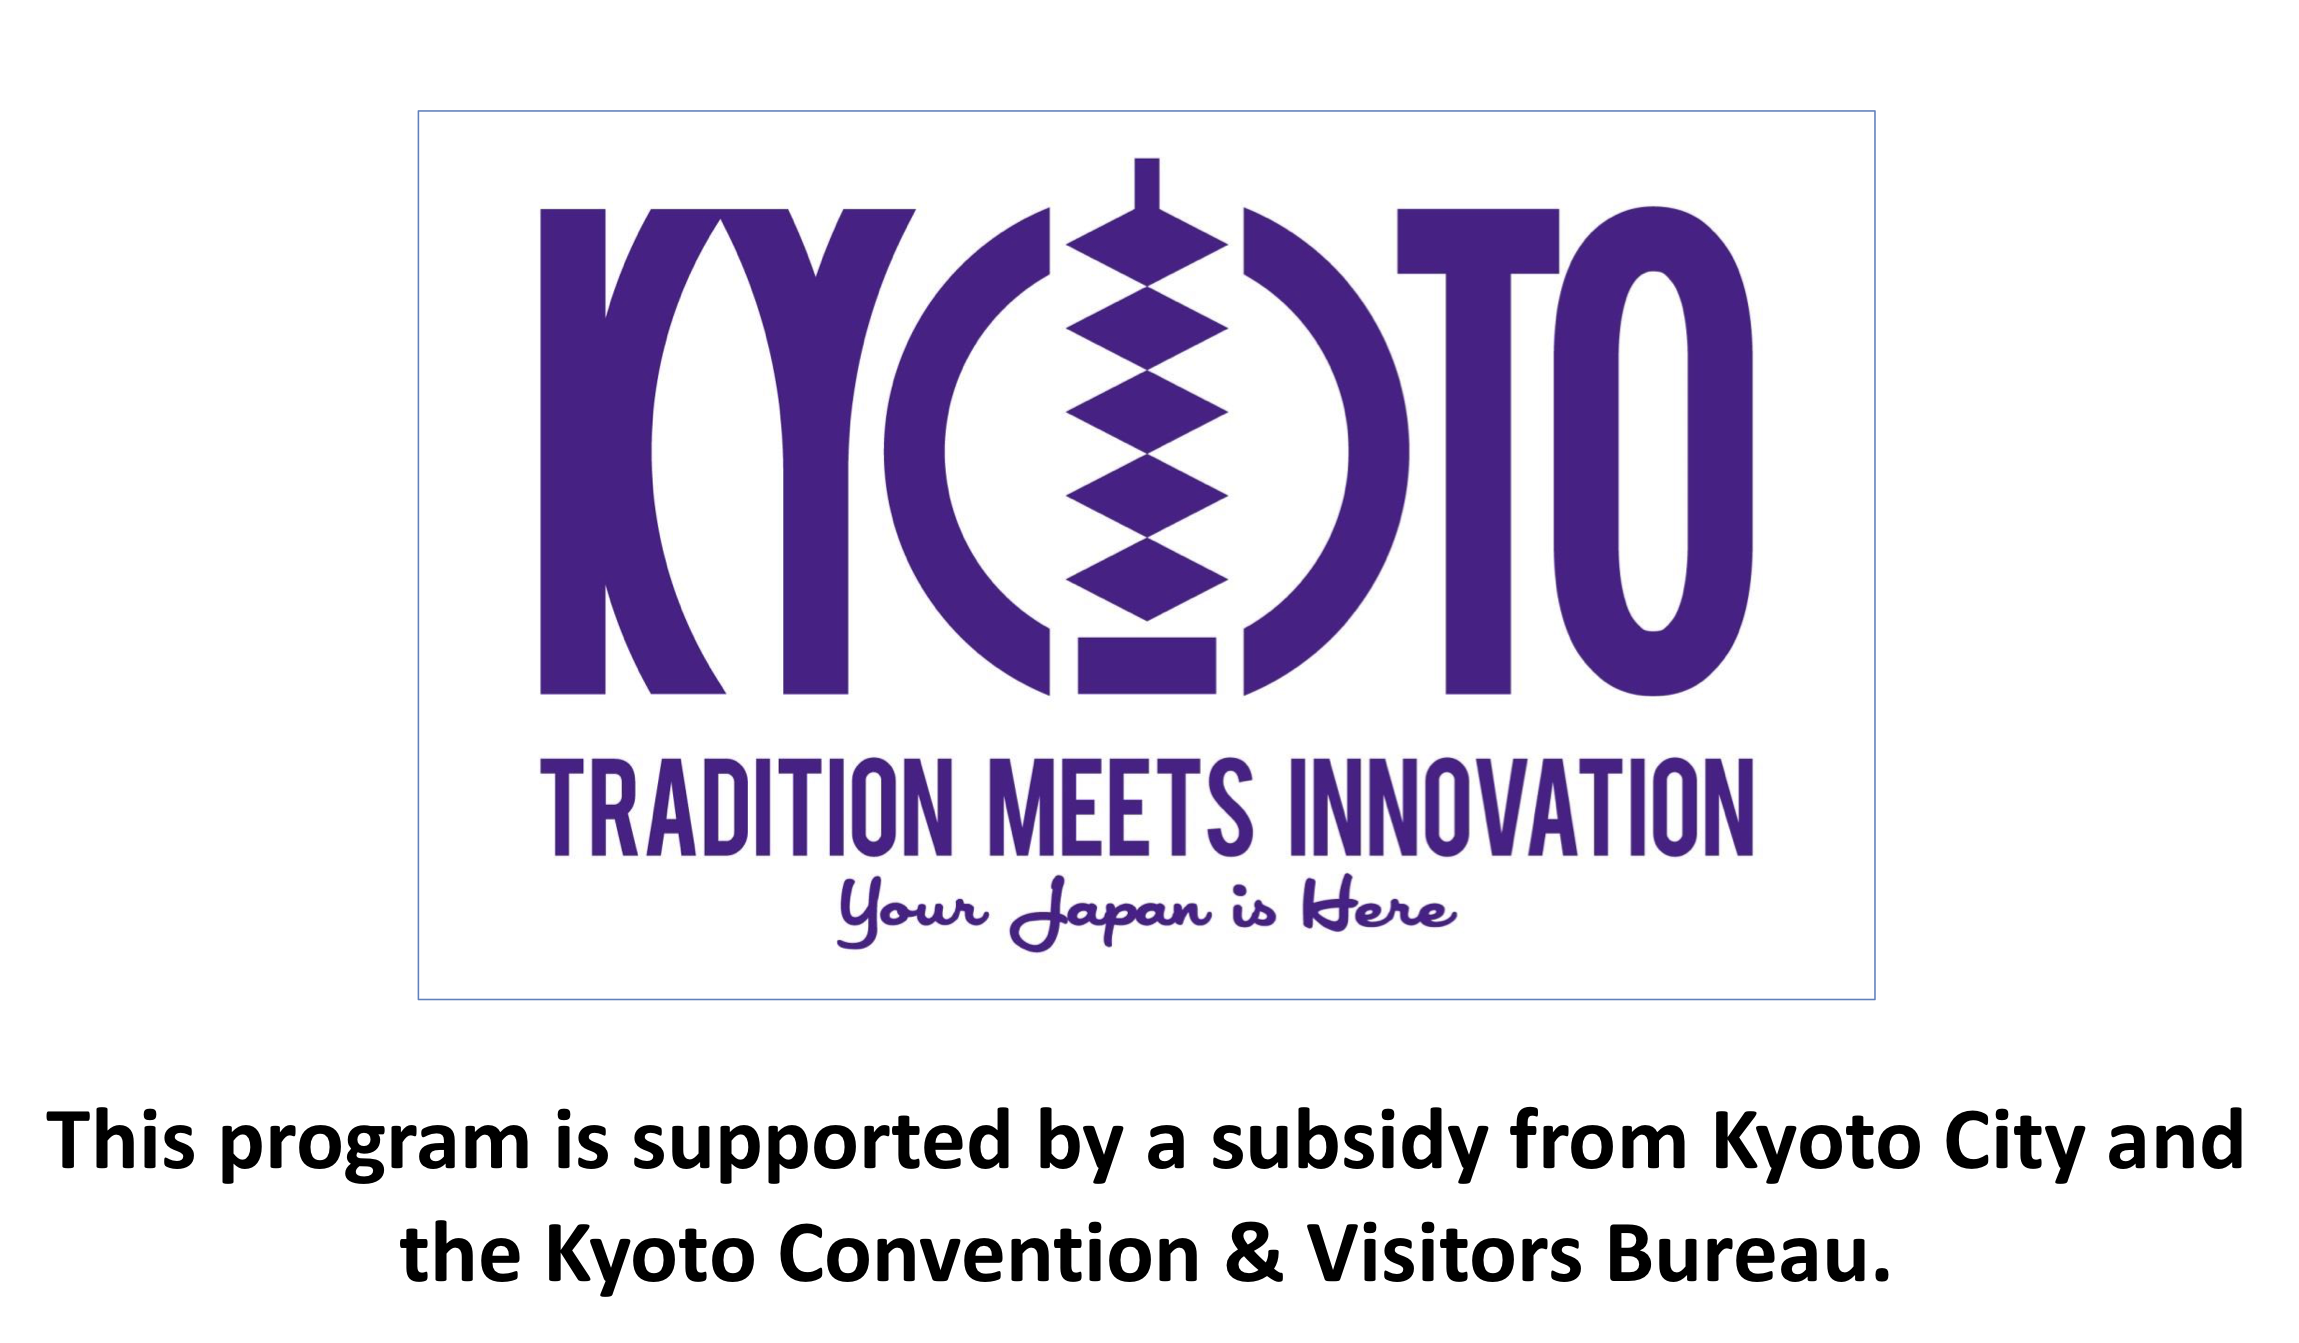 KYOTO
TRADITION MEETS INNOVATION
Your Japan is Here
This program is supported by a subsidy from Kyoto City and
the Kyoto Convention & Visitors Bureau.